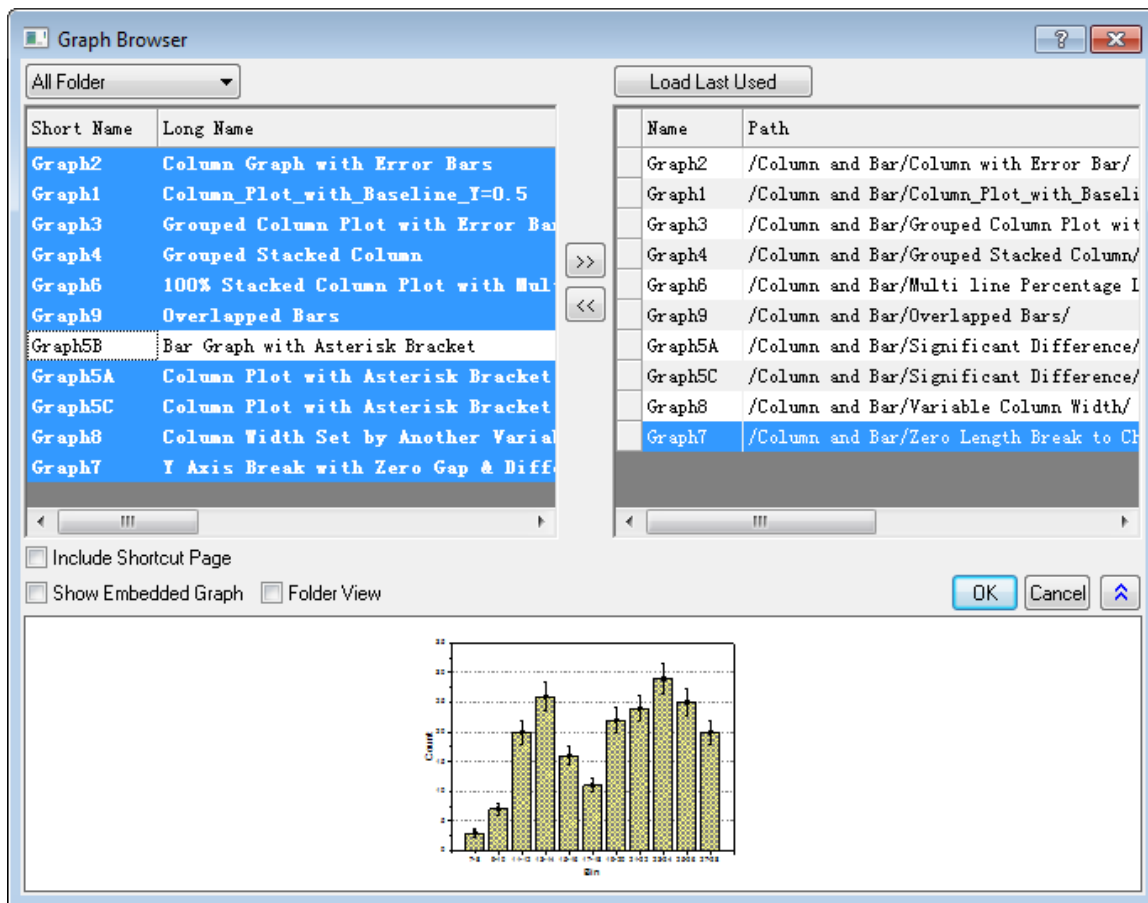 Graph Browser
All Folder
Load Last Used
Short Name Long Name
Graph2 Column Graph with Error Bars
Graph1 Column_Plot_with_Baseline_Y=0.5
Graph3 Grouped Column Plot with Error Bar
Graph4 Grouped Stacked Column
Graph6 100% Stacked Column Plot with Mul
Graph9 Overlapped Bars
Graph5B Bar Graph with Asterisk Bracket
Graph5A Column Plot with Asterisk Bracket
Graph5C Column Plot with Asterisk Bracket
Graph8 Column Width Set by Another Varia
Graph7 Y Axis Break with Zero Gap & Diff
>>
<<
Name Path
Graph2 /Column and Bar/Column with Error Bar/
Graph1 /Column and Bar/Column_Plot_with_Baseli
Graph3 /Column and Bar/Grouped Column Plot wit
Graph4 /Column and Bar/Grouped Stacked Column/
Graph6 /Column and Bar/Multi line Percentage
Graph9 /Column and Bar/Overlapped Bars/
Graph5A /Column and Bar/Significant Difference/
Graph5C /Column and Bar/Significant Difference/
Graph8 /Column and Bar/Variable Column Width/
Graph7 /Column and Bar/Zero Length Break to Ch
Include Shortcut Page
Show Embedded Graph Folder View
OK Cancel
Count
Bin